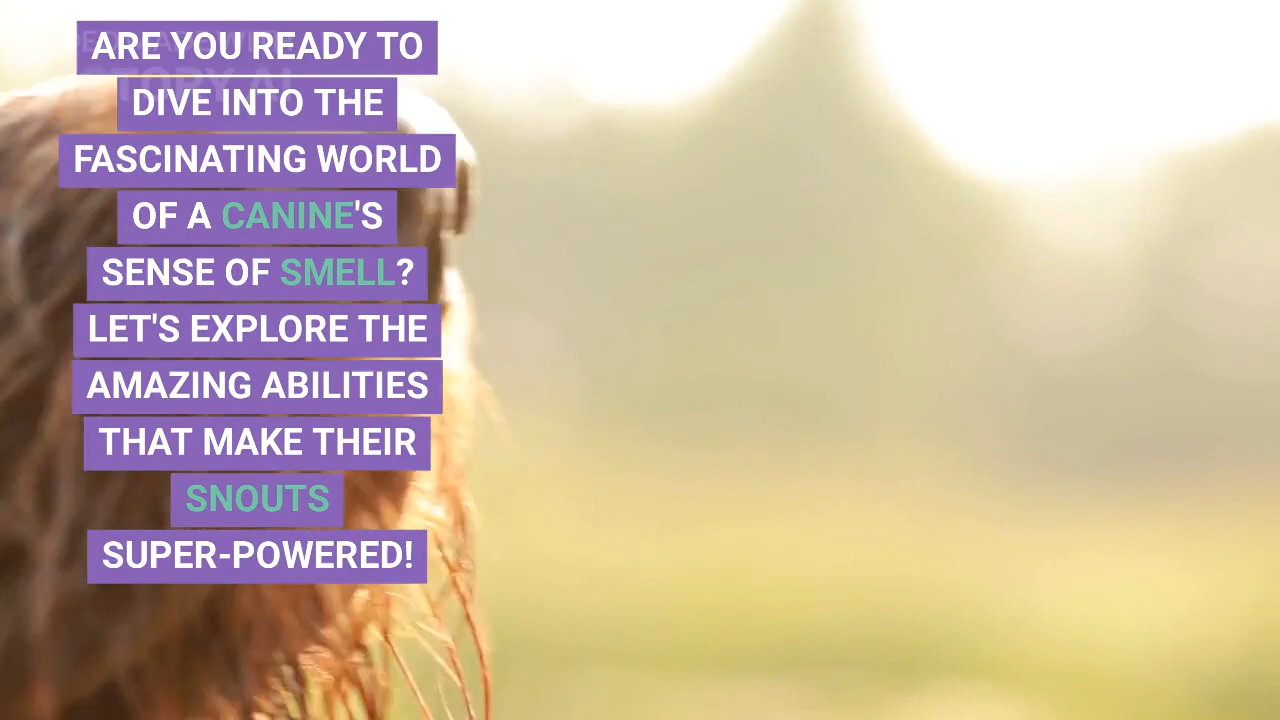 ARE YOU READY TO
DIVE INTO THE
FASCINATING WORLD
OF A CANINE'S
SENSE OF SMELL?
LET'S EXPLORE THE
AMAZING ABILITIES
THAT MAKE THEIR
SNOUTS
SUPER-POWERED!